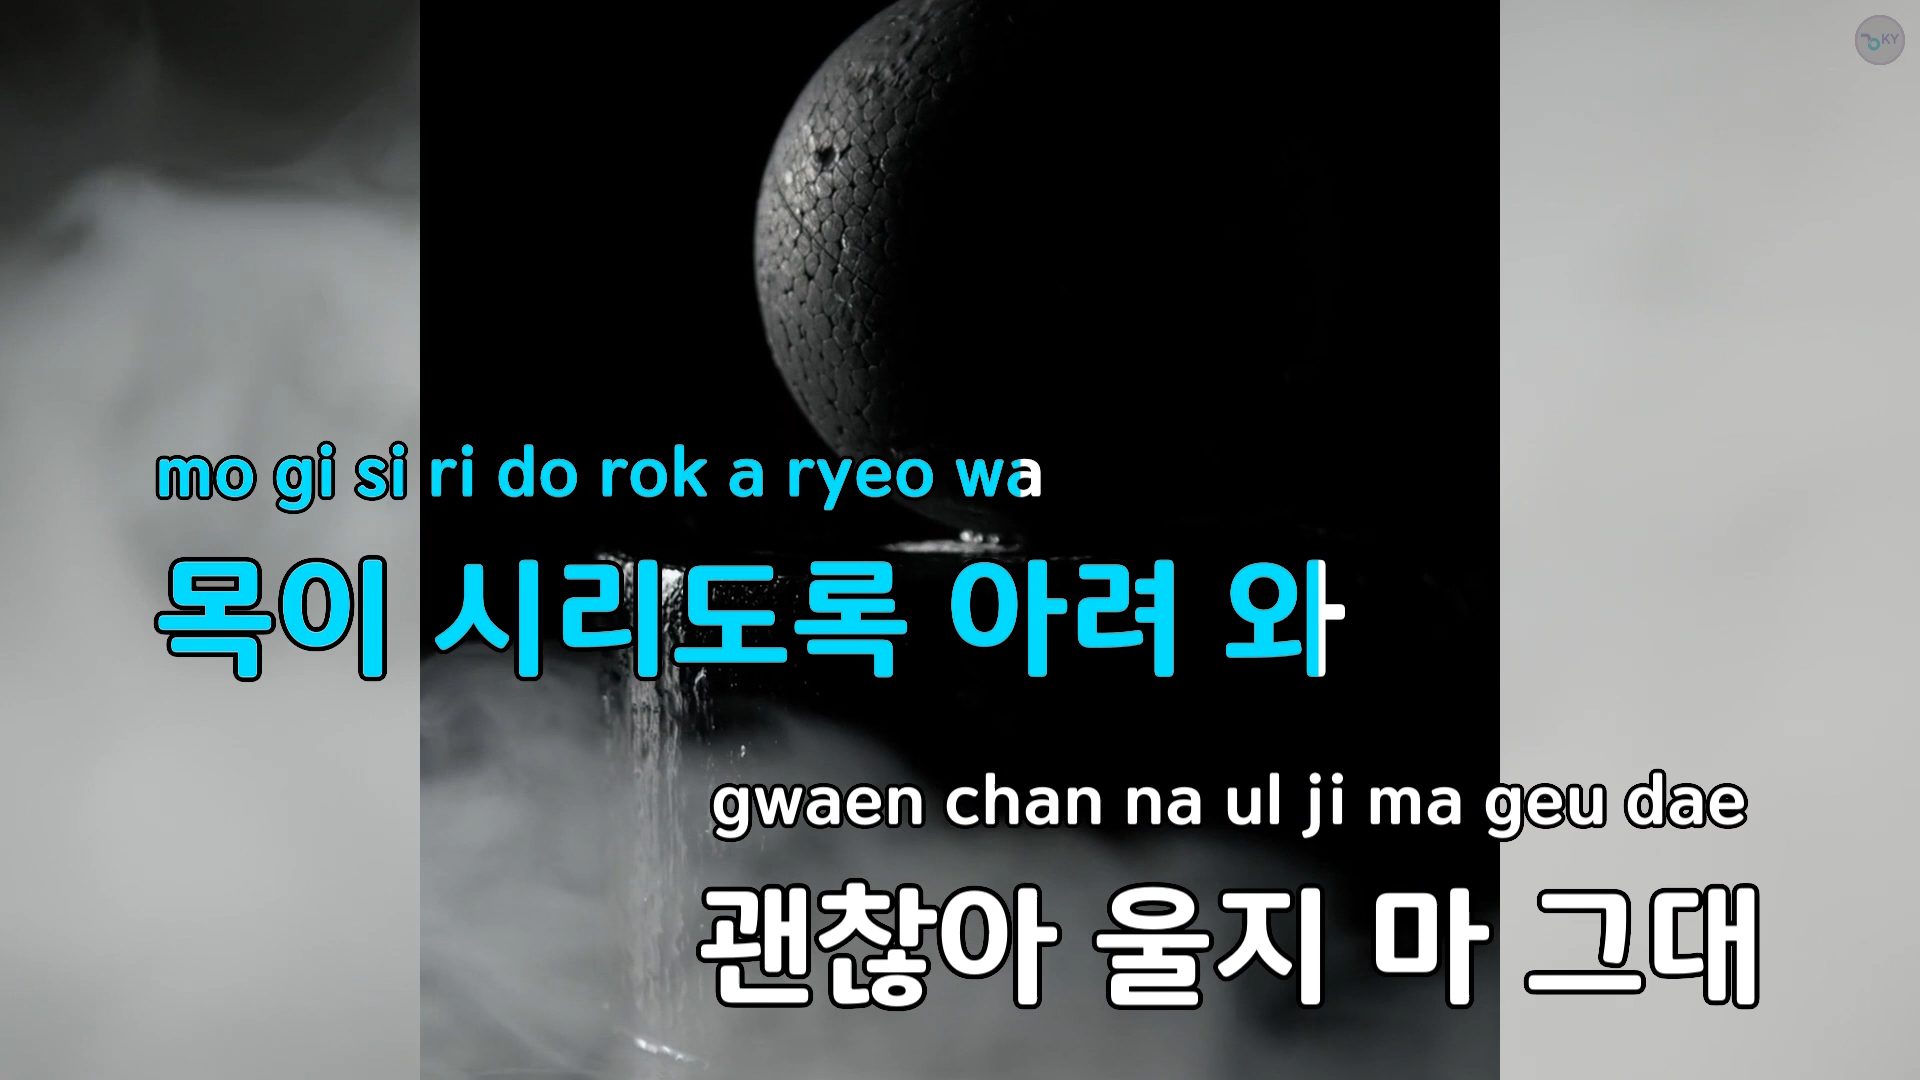 KY
mo gi si ri do rok a ryeo wa
목이 시리도록 아려 와
gwaen chan na ul ji ma geu dae
괜찮아 울지 마 그대